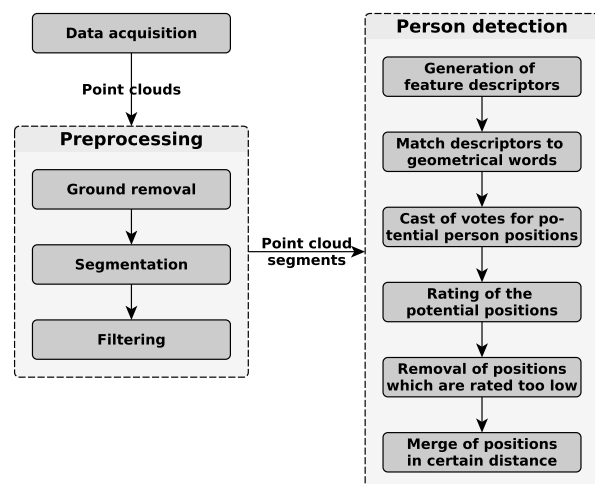 Data acquisition
Point clouds
Preprocessing
Ground removal
Segmentation
Filtering
Point cloud
segments
Person detection
Generation of
feature descriptors
Match descriptors to
geometrical words
Cast of votes for po-
tential person positions
Rating of the
potential positions
Removal of positions
which are rated too low
Merge of positions
in certain distance